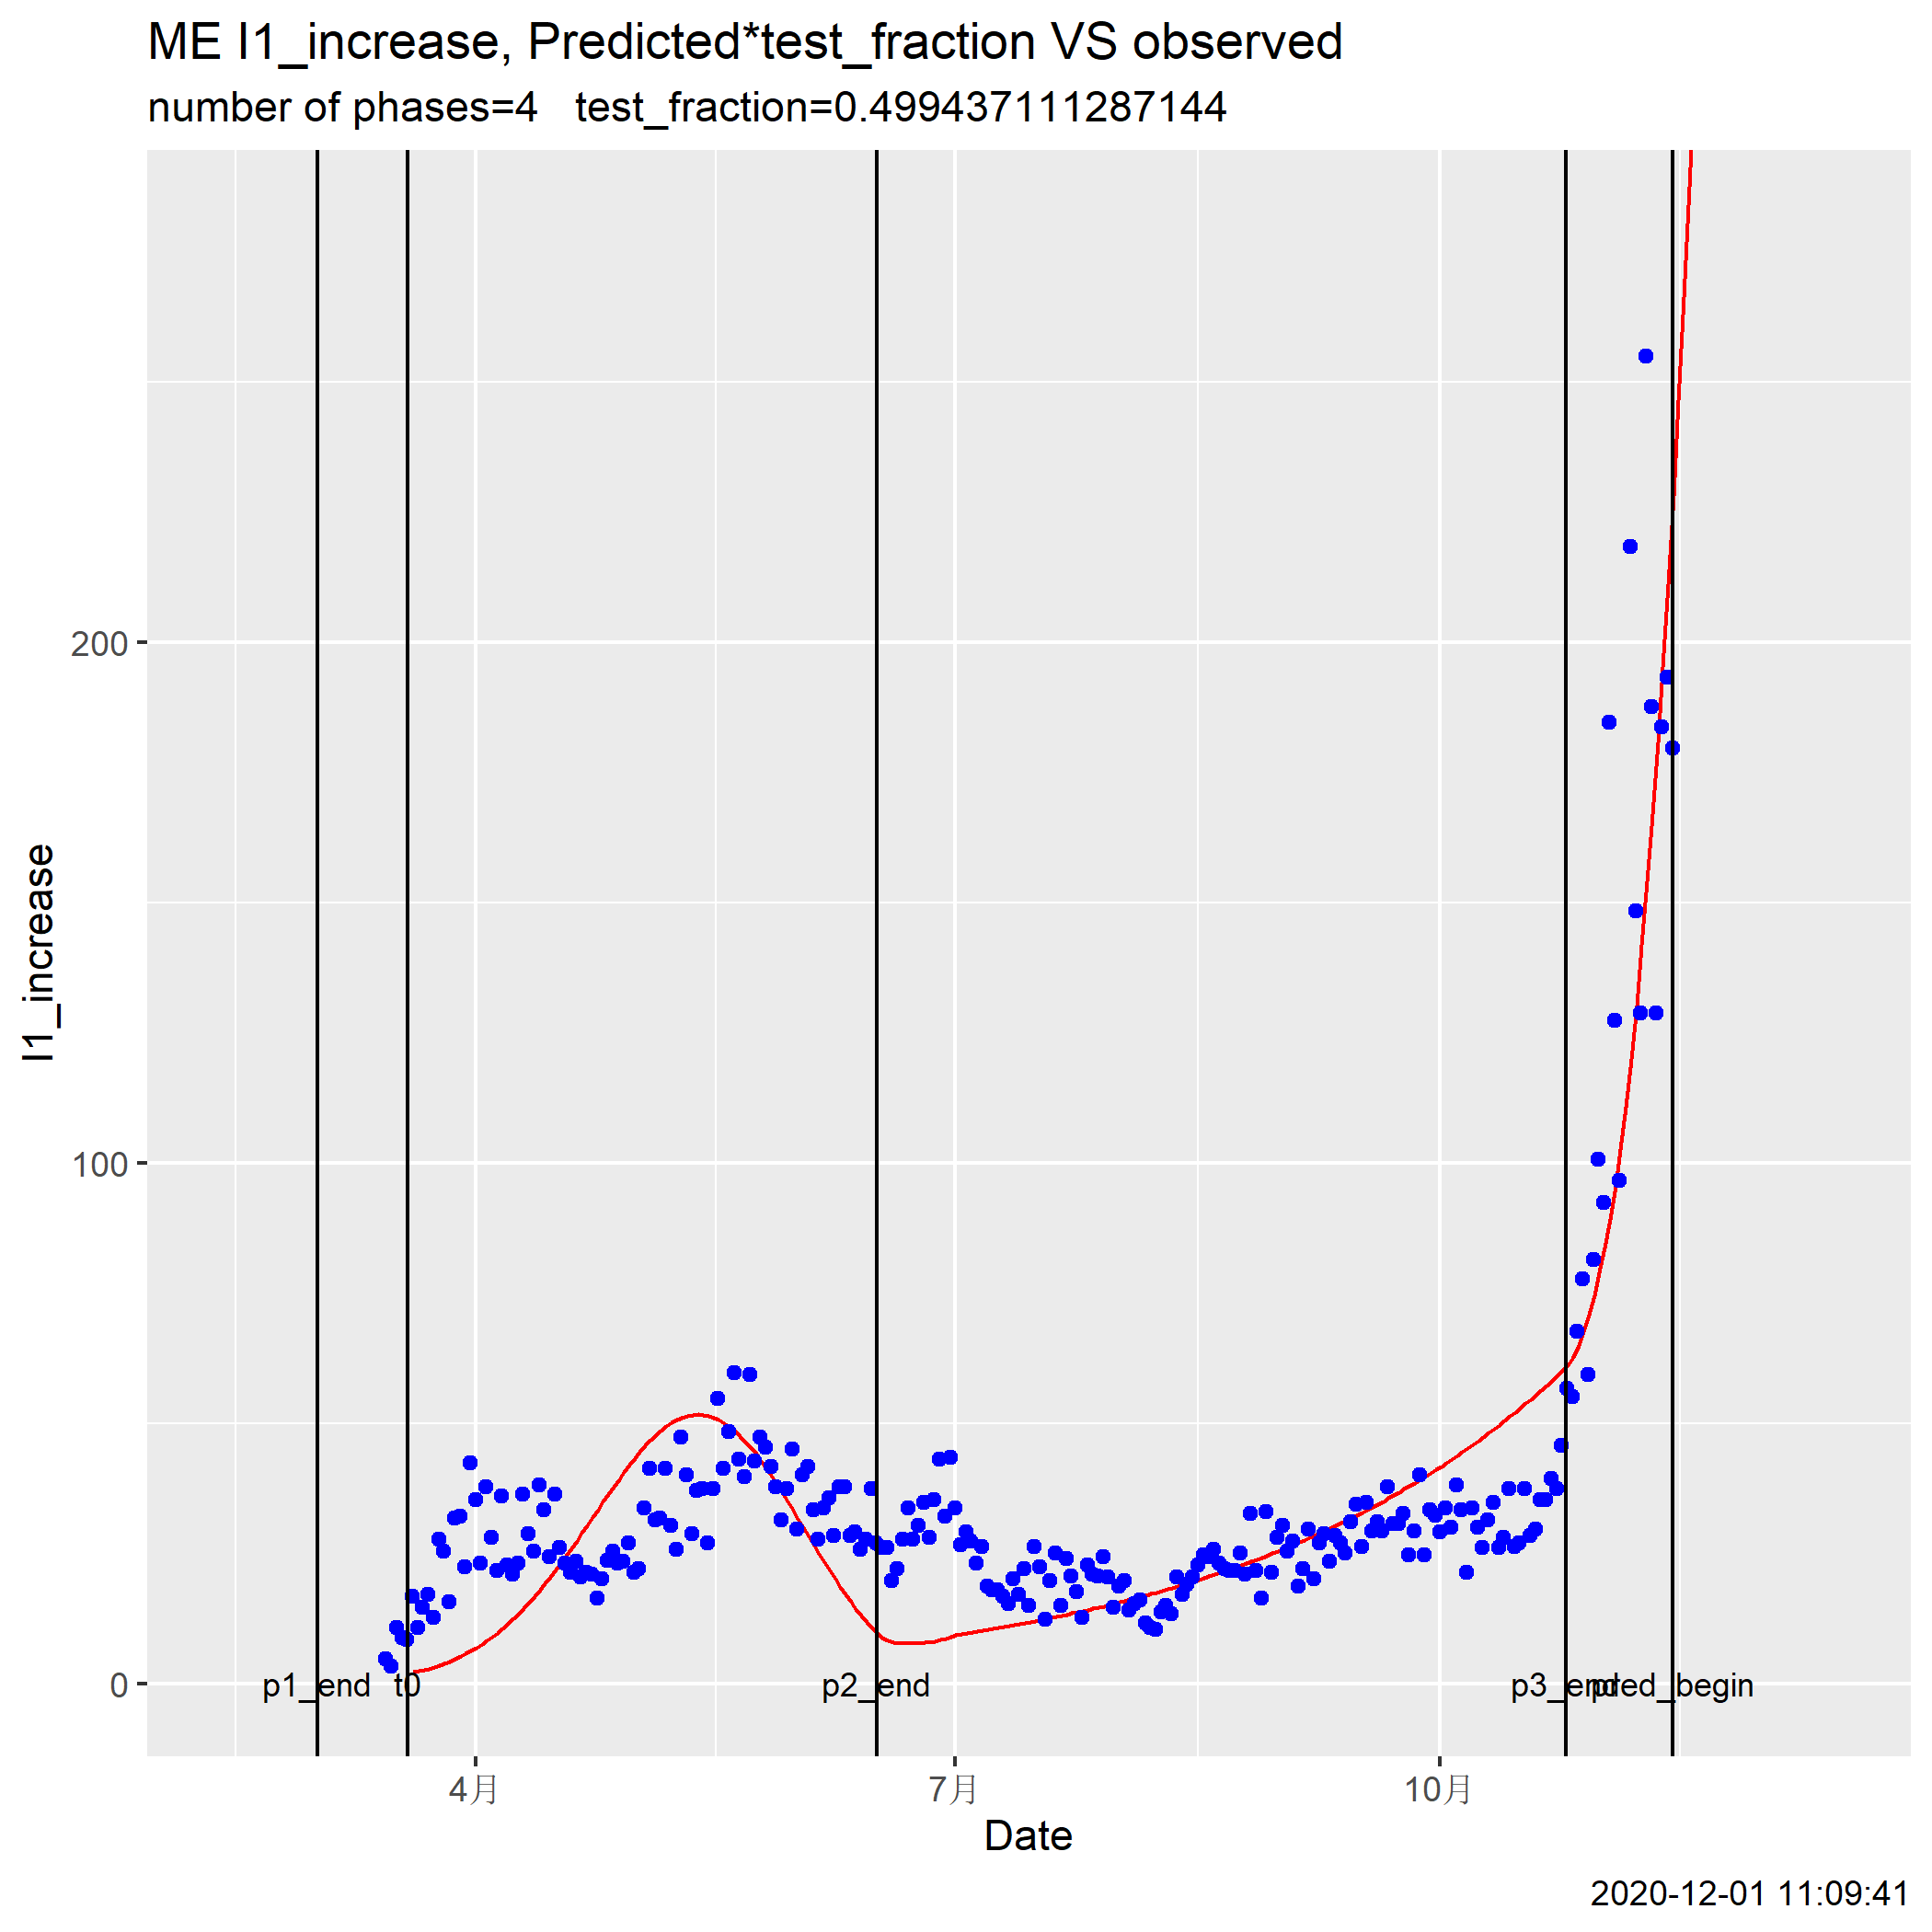 ME I1_increase, Predicted*test_fraction VS observed
number of phases=4   test_fraction=0.499437111287144
I1_increase
200
100
0
p1_end
t0
p2_end
p3_end
pred_begin
4月
7月
10月
Date
2020-12-01 11:09:41